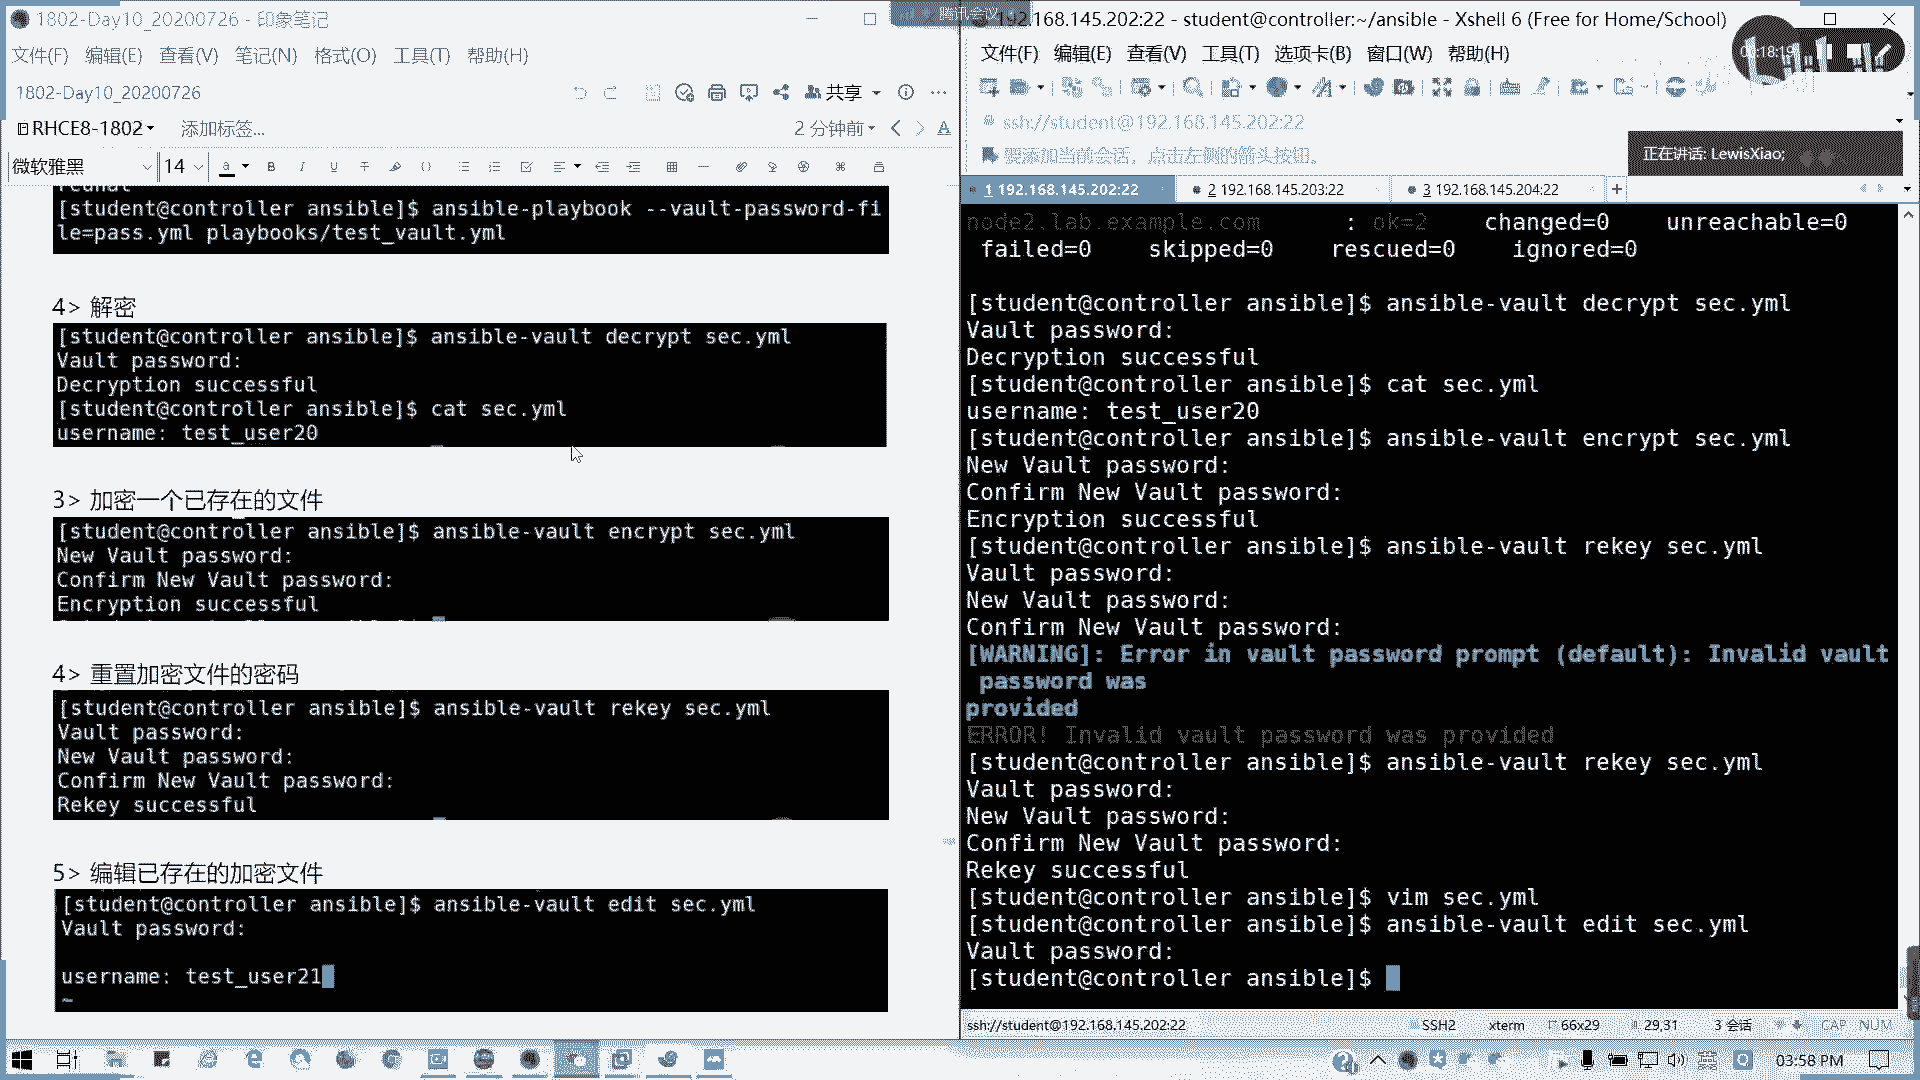 1802-Day10_20200726 - 印象笔记
文件(F) 编辑(E) 查看(V) 笔记(N) 格式(O) 工具(T) 帮助(H)
1802-Day10_20200726
共享
RHCE8-1802
添加标签...
2 分钟前
微软雅黑 14
[student@controller ansible]$ ansible-playbook --vault-password-fi
le=pass.yml playbooks/test_vault.yml
4> 解密
[student@controller ansible]$ ansible-vault decrypt sec.yml
Vault password:
Decryption successful
[student@controller ansible]$ cat sec.yml
username: test_user20
3> 加密一个已存在的文件
[student@controller ansible]$ ansible-vault encrypt sec.yml
New Vault password:
Confirm New Vault password:
Encryption successful
4> 重置加密文件的密码
[student@controller ansible]$ ansible-vault rekey sec.yml
Vault password:
New Vault password:
Confirm New Vault password:
Rekey successful
5> 编辑已存在的加密文件
[student@controller ansible]$ ansible-vault edit sec.yml
Vault password:
username: test_user21
~
腾讯会议
192.168.145.202:22 - student@controller:~/ansible - Xshell 6 (Free for Home/School)
文件(F) 编辑(E) 查看(V) 工具(T) 选项卡(B) 窗口(W) 帮助(H)
00:18:19
ssh://student@192.168.145.202:22
要添加当前会话，点击左侧的箭头按钮。
正在讲话: LewisXiao;
1 192.168.145.202:22
2 192.168.145.203:22
3 192.168.145.204:22
node2.lab.example.com : ok=2 changed=0 unreachable=0
failed=0 skipped=0 rescued=0 ignored=0
[student@controller ansible]$ ansible-vault decrypt sec.yml
Vault password:
Decryption successful
[student@controller ansible]$ cat sec.yml
username: test_user20
[student@controller ansible]$ ansible-vault encrypt sec.yml
New Vault password:
Confirm New Vault password:
Encryption successful
[student@controller ansible]$ ansible-vault rekey sec.yml
Vault password:
New Vault password:
Confirm New Vault password:
[WARNING]: Error in vault password prompt (default): Invalid vault
password was
provided
ERROR! Invalid vault password was provided
[student@controller ansible]$ ansible-vault rekey sec.yml
Vault password:
New Vault password:
Confirm New Vault password:
Rekey successful
[student@controller ansible]$ vim sec.yml
[student@controller ansible]$ ansible-vault edit sec.yml
Vault password:
[student@controller ansible]$
ssh://student@192.168.145.202:22
SSH2 xterm 66x29 29,31 3 会话 CAP NUM
03:58 PM